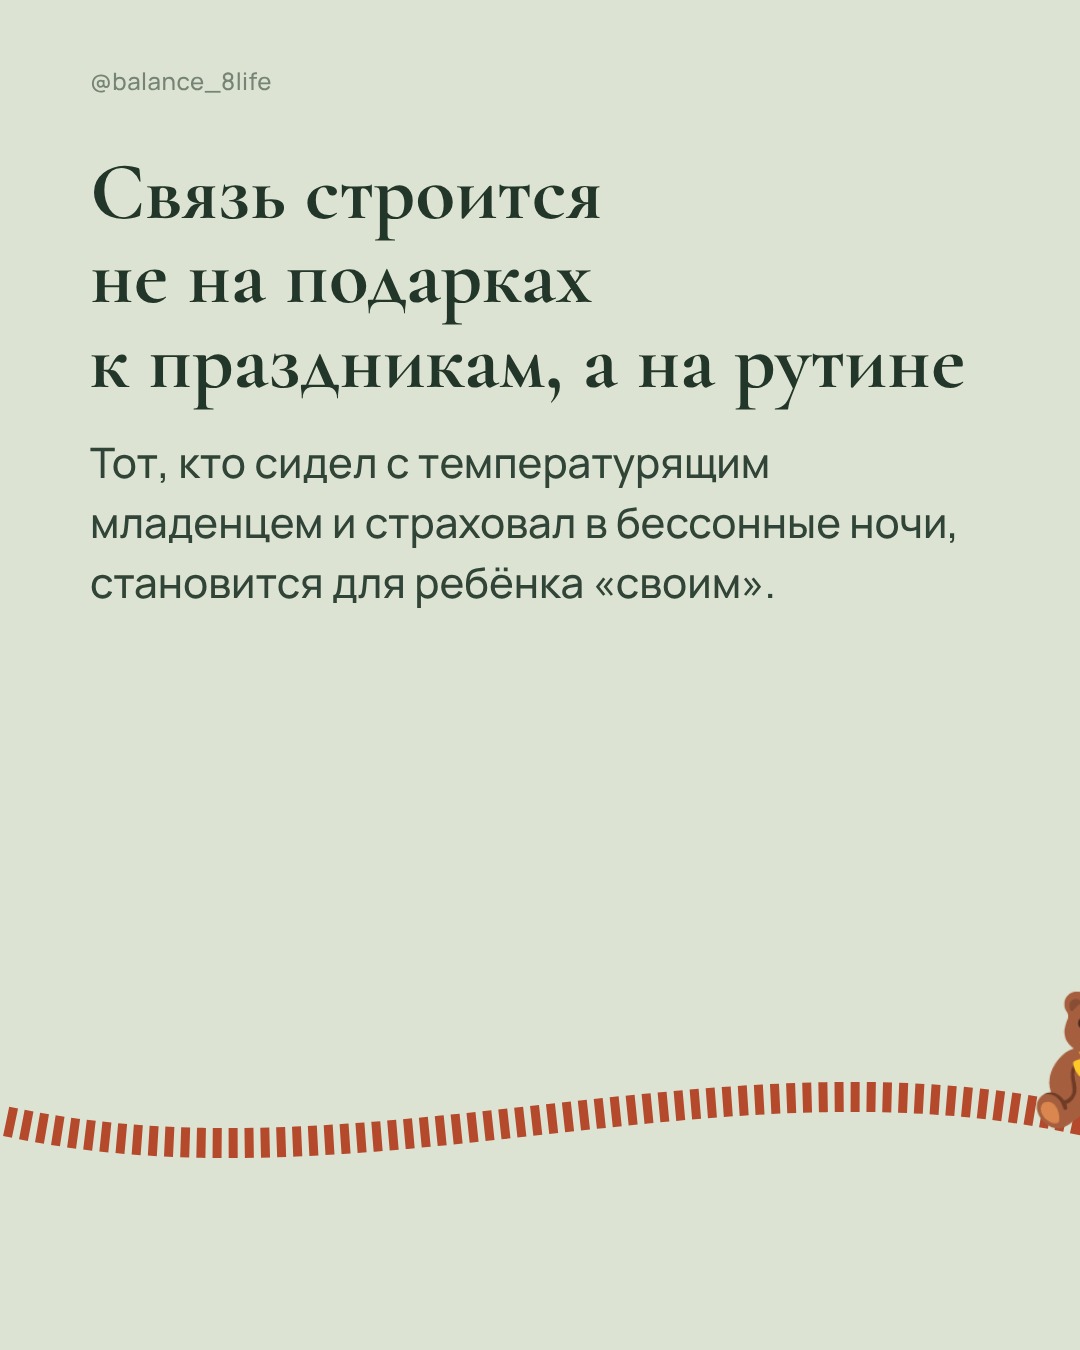 @balance_8life
Связь строится
не на подарках
к праздникам, а на рутине
Тот, кто сидел с температурящим
младенцем и страховал в бессонные ночи,
становится для ребёнка «своим».